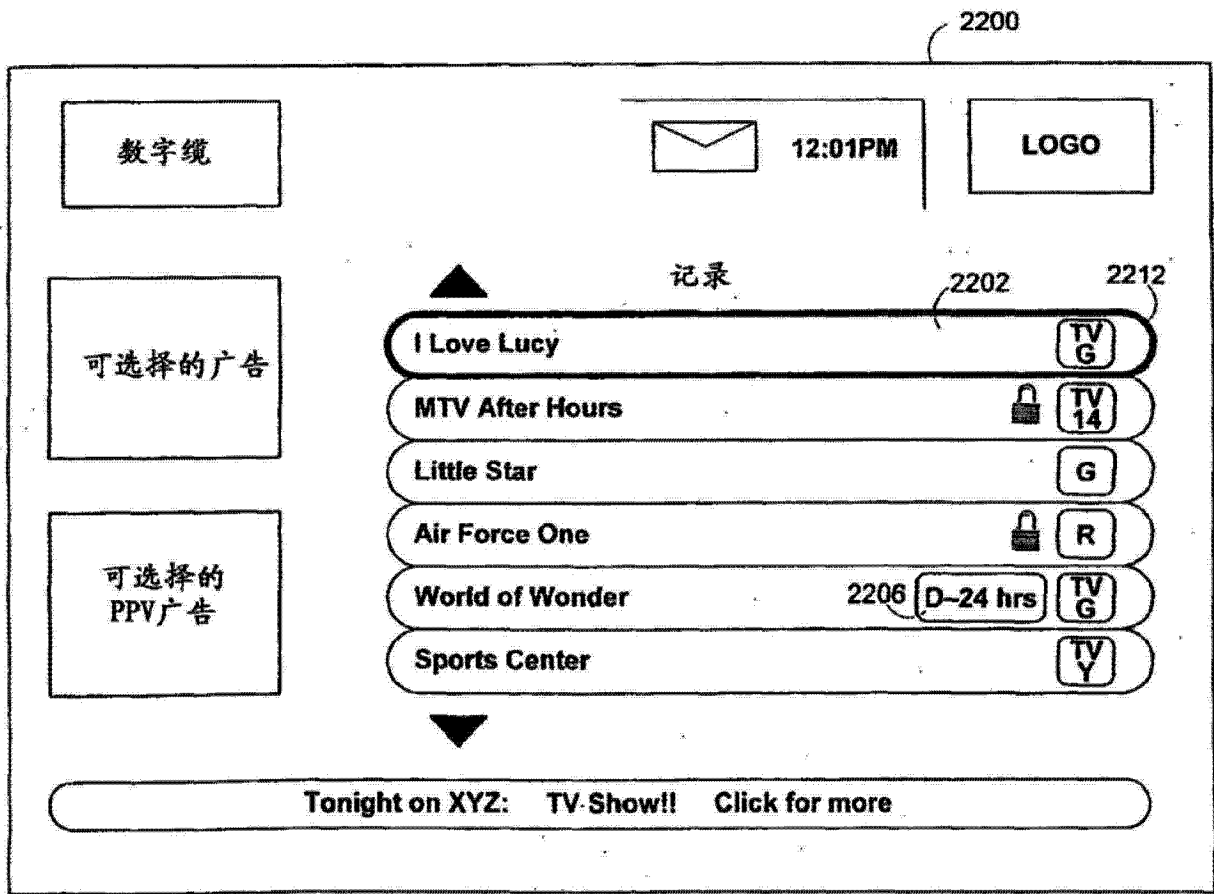 2200
数字缆
12:01PM
LOGO
记录
2202
2212
可选择的广告
I Love Lucy
TV
G
MTV After Hours
TV
14
Little Star
G
Air Force One
R
可选择的
PPV广告
World of Wonder
2206
D–24 hrs
TV
G
Sports Center
TV
Y
Tonight on XYZ: TV Show!! Click for more